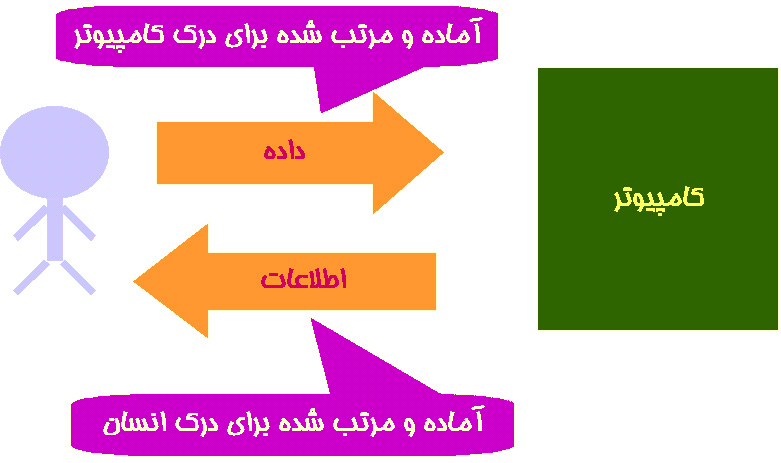 آماده و مرتب شده برای درک کامپیوتر
داده
کامپیوتر
اطلاعات
آماده و مرتب شده برای درک انسان